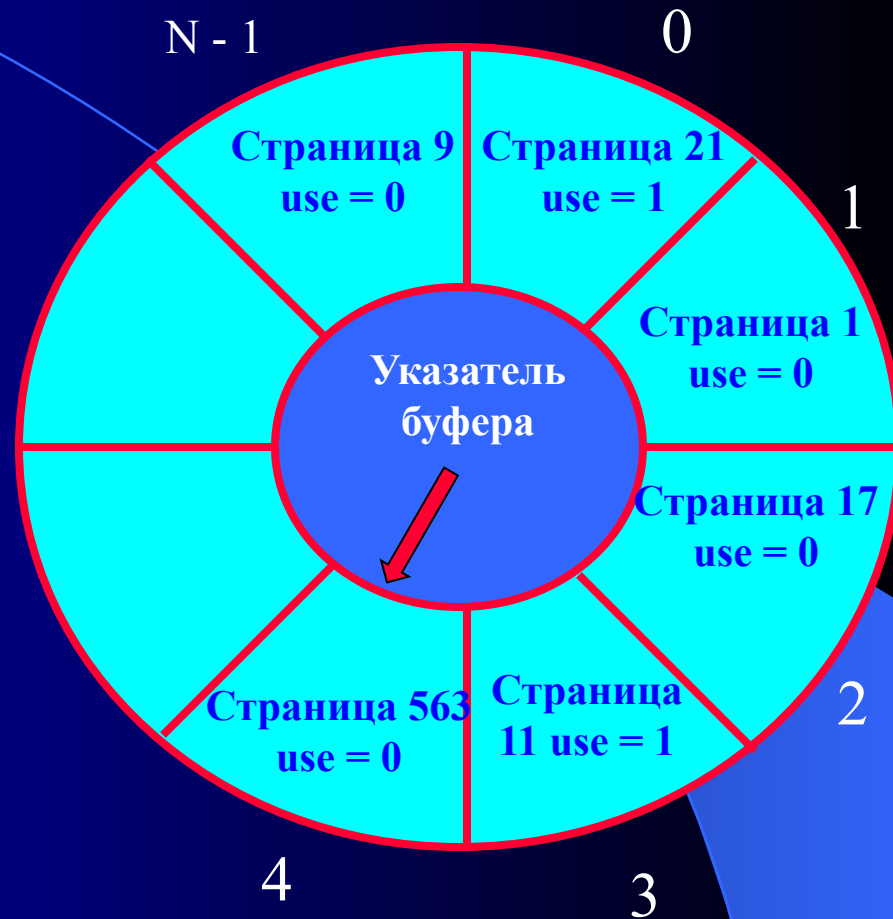 N - 1
0
Страница 9
use = 0
Страница 21
use = 1
1
Страница 1
use = 0
Указатель
буфера
Страница 17
use = 0
2
Страница
11 use = 1
Страница 563
use = 0
4
3